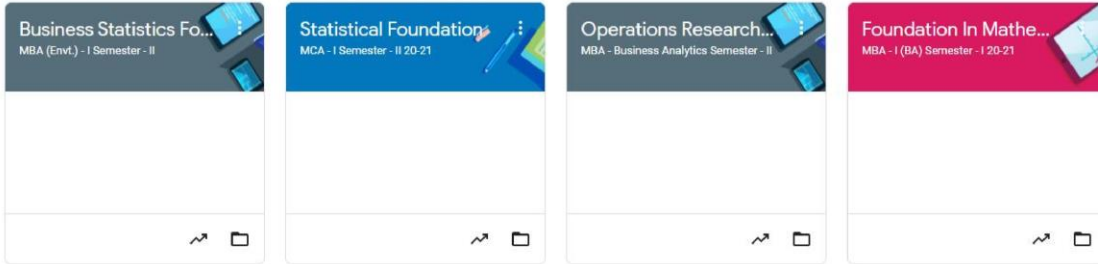 Business Statistics Fo...
MBA (Envt.) - I Semester - II
Statistical Foundation
MCA - I Semester - II 20-21
Operations Research...
MBA - Business Analytics Semester - II
Foundation In Mathe...
MBA - I (BA) Semester - I 20-21